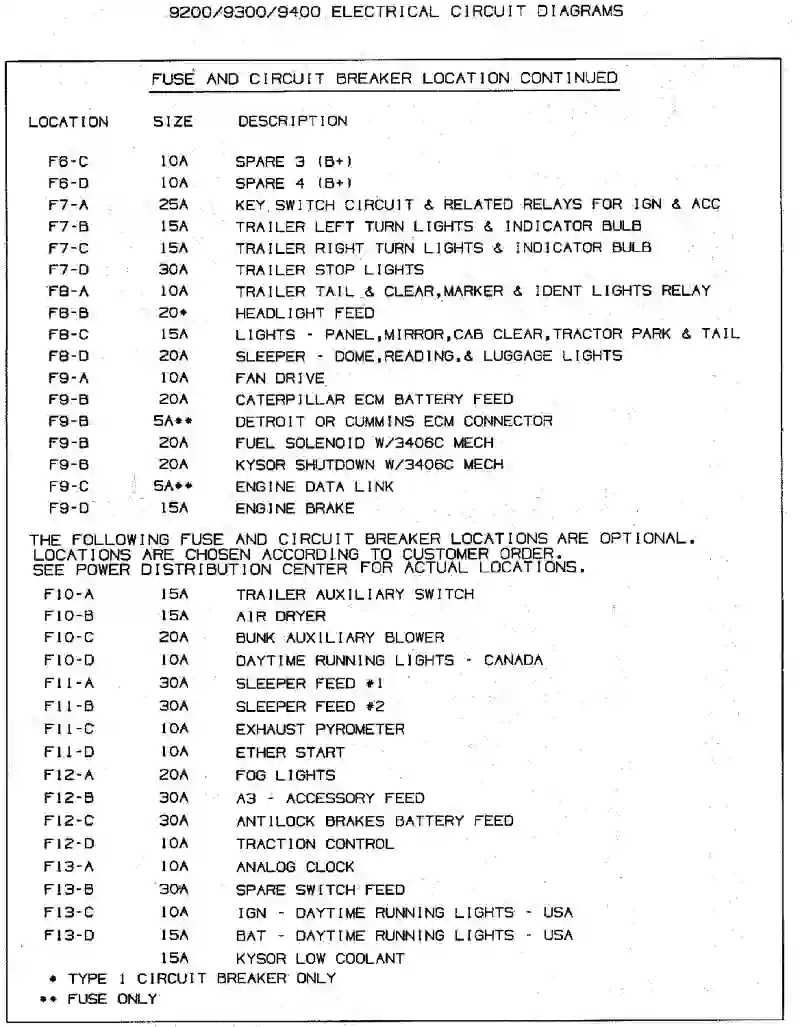 9200/9300/9400 ELECTRICAL CIRCUIT DIAGRAMS
FUSE AND CIRCUIT BREAKER LOCATION CONTINUED
LOCATION SIZE DESCRIPTION
F6-C 10A SPARE 3 (B+)
F6-D 10A SPARE 4 (B+)
F7-A 25A KEY SWITCH CIRCUIT & RELATED RELAYS FOR IGN & ACC
F7-B 15A TRAILER LEFT TURN LIGHTS & INDICATOR BULB
F7-C 15A TRAILER RIGHT TURN LIGHTS & INDICATOR BULB
F7-D 30A TRAILER STOP LIGHTS
F8-A 10A TRAILER TAIL & CLEAR,MARKER & IDENT LIGHTS RELAY
F8-B 20* HEADLIGHT FEED
F8-C 15A LIGHTS - PANEL,MIRROR,CAB CLEAR,TRACTOR PARK & TAIL
F8-D 20A SLEEPER - DOME,READING,& LUGGAGE LIGHTS
F9-A 10A FAN DRIVE
F9-B 20A CATERPILLAR ECM BATTERY FEED
F9-B 5A** DETROIT OR CUMMINS ECM CONNECTOR
F9-B 20A FUEL SOLENOID W/3406C MECH
F9-B 20A KYSOR SHUTDOWN W/3406C MECH
F9-C 5A** ENGINE DATA LINK
F9-D 15A ENGINE BRAKE
THE FOLLOWING FUSE AND CIRCUIT BREAKER LOCATIONS ARE OPTIONAL.
LOCATIONS ARE CHOSEN ACCORDING TO CUSTOMER ORDER.
SEE POWER DISTRIBUTION CENTER FOR ACTUAL LOCATIONS.
F10-A 15A TRAILER AUXILIARY SWITCH
F10-B 15A AIR DRYER
F10-C 20A BUNK AUXILIARY BLOWER
F10-D 10A DAYTIME RUNNING LIGHTS - CANADA
F11-A 30A SLEEPER FEED #1
F11-B 30A SLEEPER FEED #2
F11-C 10A EXHAUST PYROMETER
F11-D 10A ETHER START
F12-A 20A FOG LIGHTS
F12-B 30A A3 - ACCESSORY FEED
F12-C 30A ANTILOCK BRAKES BATTERY FEED
F12-D 10A TRACTION CONTROL
F13-A 10A ANALOG CLOCK
F13-B 30A SPARE SWITCH FEED
F13-C 10A IGN - DAYTIME RUNNING LIGHTS - USA
F13-D 15A BAT - DAYTIME RUNNING LIGHTS - USA
15A KYSOR LOW COOLANT
* TYPE 1 CIRCUIT BREAKER ONLY
** FUSE ONLY